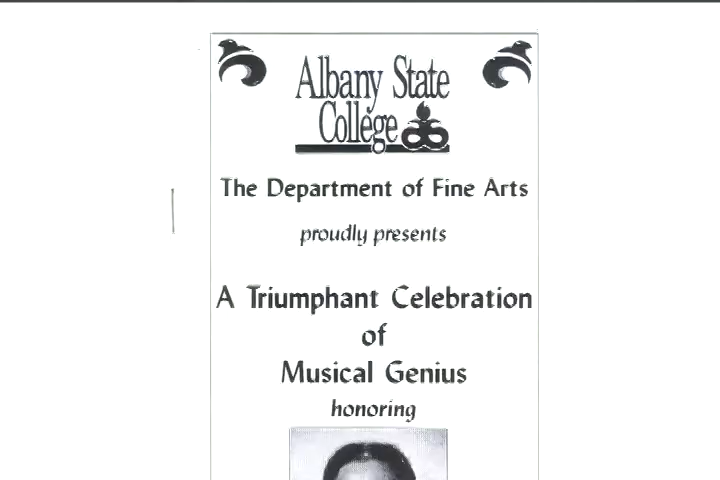 Albany State
College
The Department of Fine Arts
proudly presents
A Triumphant Celebration
of
Musical Genius
honoring